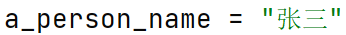 a_person_name = "张三"